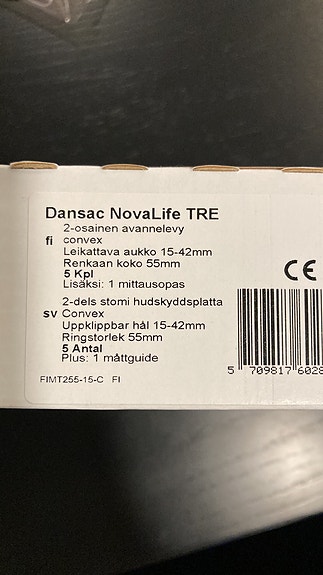 Dansac NovaLife TRE
2-osainen avannelevy
fi convex
Leikattava aukko 15-42mm
Renkaan koko 55mm
5 Kpl
Lisäksi: 1 mittausopas
2-dels stomi hudskyddsplatta
sv Convex
Uppklippbar hål 15-42mm
Ringstorlek 55mm
5 Antal
Plus: 1 måttguide
FIMT255-15-C FI
CE
5 709817 6028